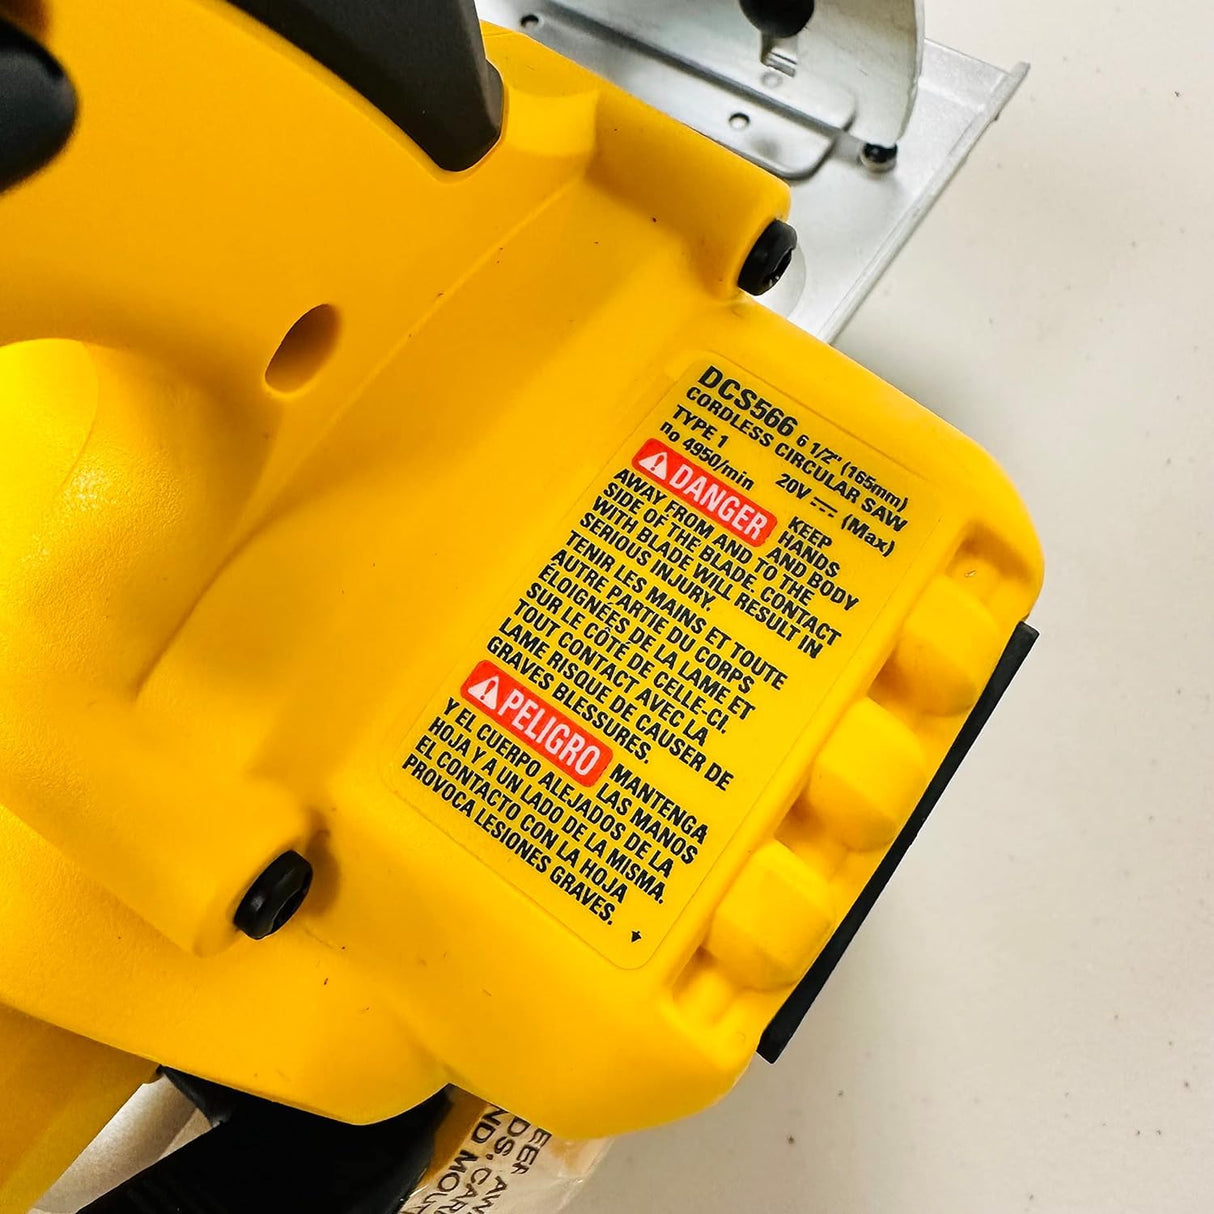 DCS566 6 1/2" (165mm)
CORDLESS CIRCULAR SAW
TYPE 1 20V ⎓ (Max)
n₀ 4950/min
⚠ DANGER KEEP
HANDS
AND BODY
AWAY FROM AND TO THE
SIDE OF THE BLADE. CONTACT
WITH BLADE WILL RESULT IN
SERIOUS INJURY.
TENIR LES MAINS ET TOUTE
AUTRE PARTIE DU CORPS
ÉLOIGNÉES DE LA LAME ET
SUR LE CÔTÉ DE CELLE-CI.
TOUT CONTACT AVEC LA
LAME RISQUE DE CAUSER DE
GRAVES BLESSURES.
⚠ PELIGRO MANTENGA
LAS MANOS
Y EL CUERPO ALEJADOS DE LA
HOJA Y A UN LADO DE LA MISMA.
EL CONTACTO CON LA HOJA
PROVOCA LESIONES GRAVES.